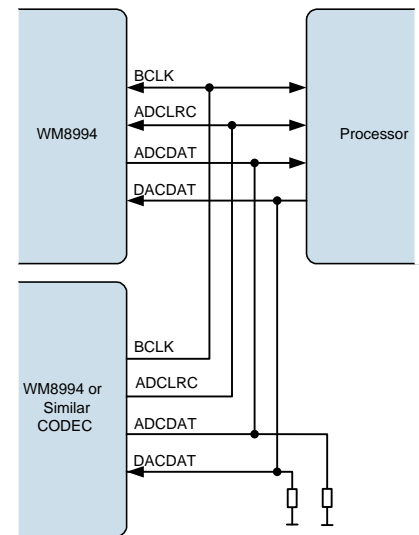 BCLK
ADCLRC
WM8994
Processor
ADCDAT
DACDAT
BCLK
ADCLRC
WM8994 or
Similar
CODEC
ADCDAT
DACDAT